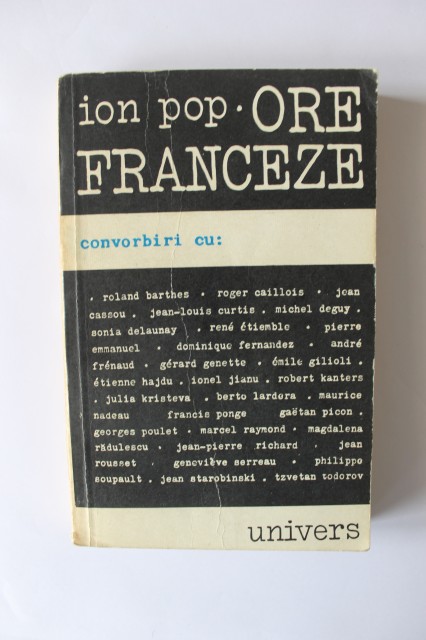 ion pop · ORE
FRANCEZE
convorbiri cu:
· roland barthes · roger caillois · jean
cassou · jean-louis curtis · michel deguy ·
sonia delaunay · rené étiemble · pierre
emmanuel · dominique fernandez · andré
frénaud · gérard genette · émile gilioli ·
étienne hajdu · ionel jianu · robert kanters
· julia kristeva · berto lardera · maurice
nadeau francis ponge gaëtan picon ·
georges poulet · marcel raymond · magdalena
rădulescu · jean-pierre richard · jean
rousset · geneviève serreau · philippe
soupault · jean starobinski · tzvetan todorov
univers